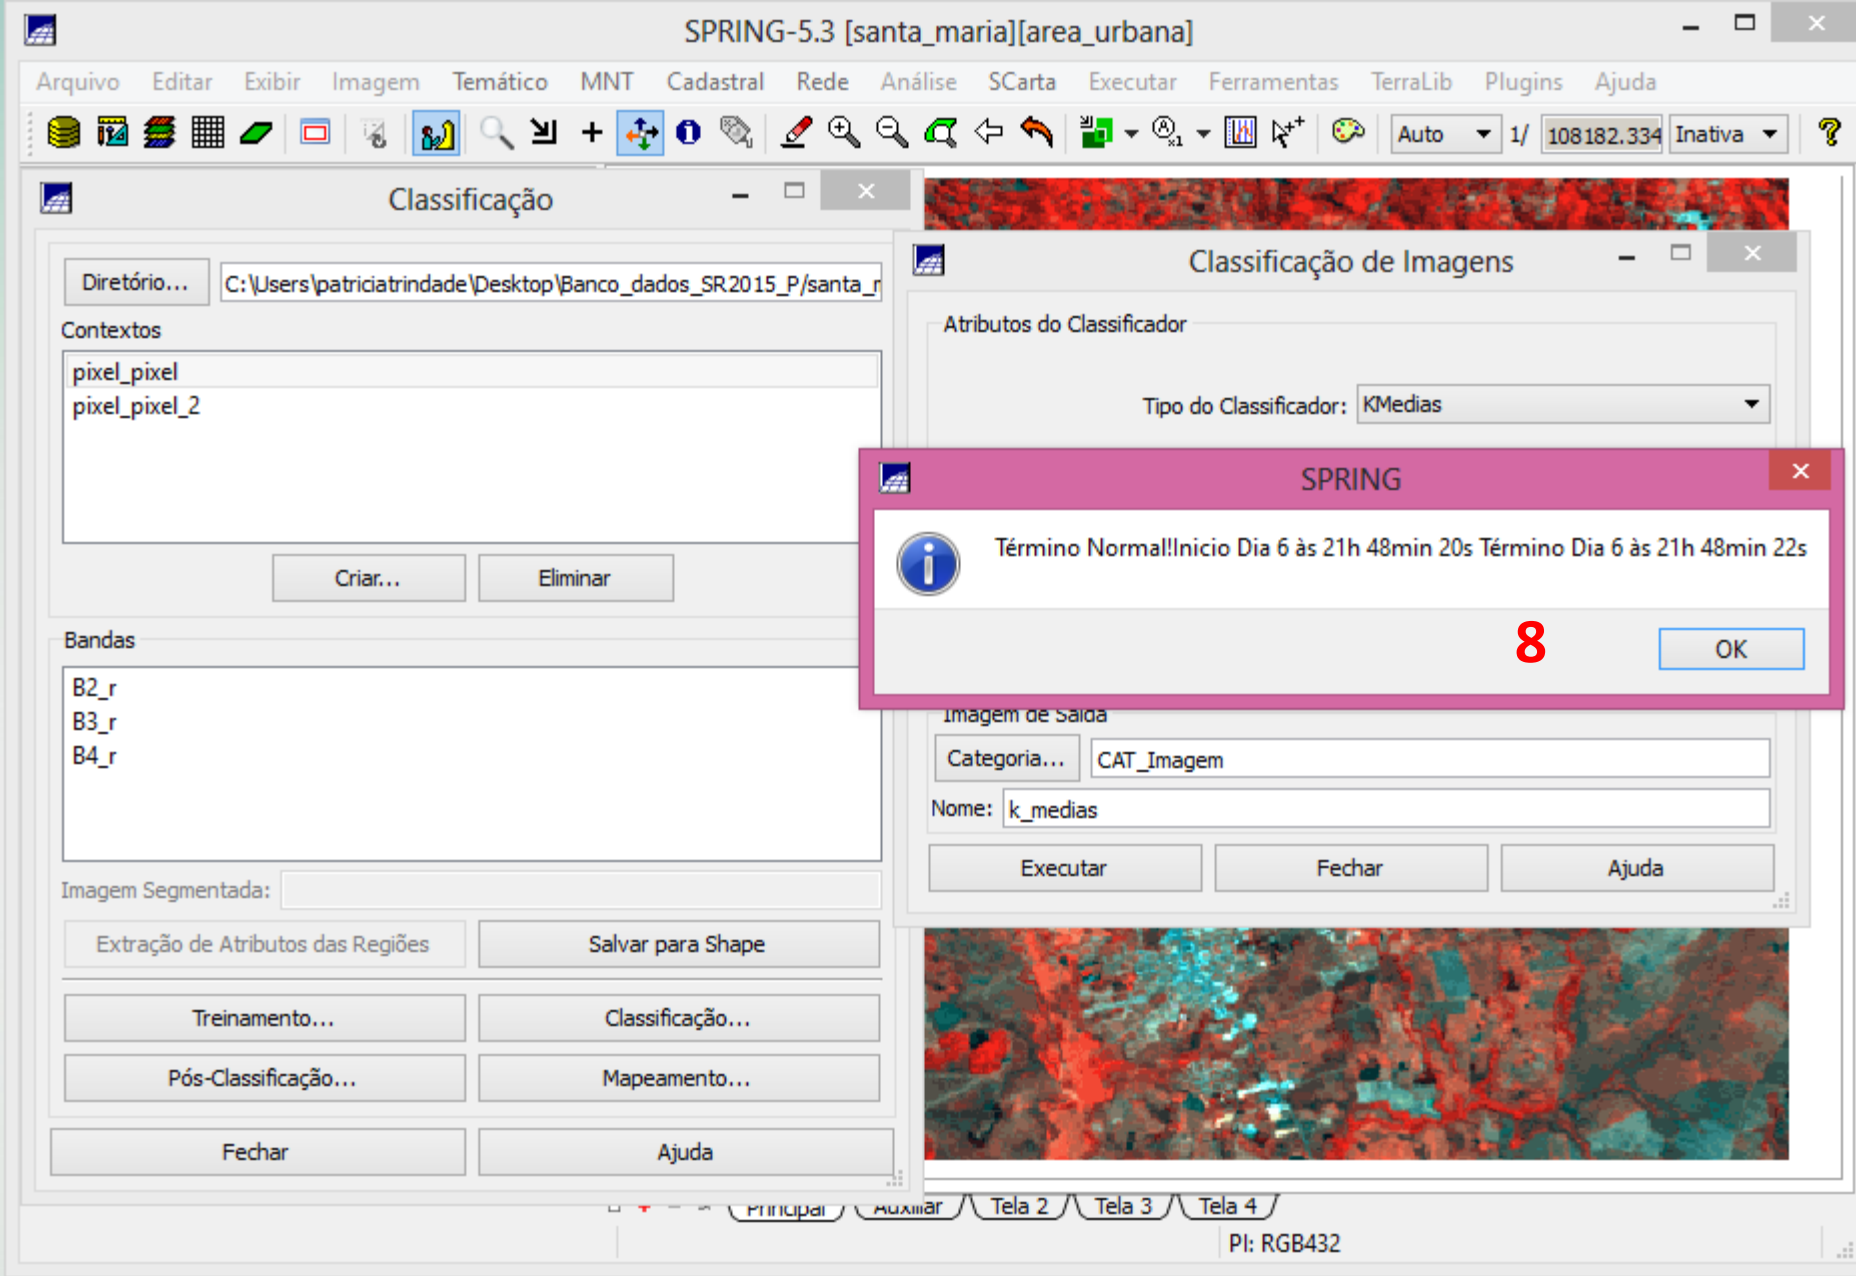 SPRING-5.3 [santa_maria][area_urbana]
Arquivo Editar Exibir Imagem Temático MNT Cadastral Rede Análise SCarta Executar Ferramentas TerraLib Plugins Ajuda
Auto 1/ 108182.334 Inativa
Classificação
Diretório... C:\Users\patriciatrindade\Desktop\Banco_dados_SR2015_P/santa_
Contextos
pixel_pixel
pixel_pixel_2
Criar... Eliminar
Bandas
B2_r
B3_r
B4_r
Imagem Segmentada:
Extração de Atributos das Regiões Salvar para Shape
Treinamento... Classificação...
Pós-Classificação... Mapeamento...
Fechar Ajuda
Classificação de Imagens
Atributos do Classificador
Tipo do Classificador: KMedias
SPRING
Término Normal!Inicio Dia 6 às 21h 48min 20s Término Dia 6 às 21h 48min 22s
8
OK
Imagem de Saída
Categoria... CAT_Imagem
Nome: k_medias
Executar Fechar Ajuda
Principal Auxiliar Tela 2 Tela 3 Tela 4
PI: RGB432